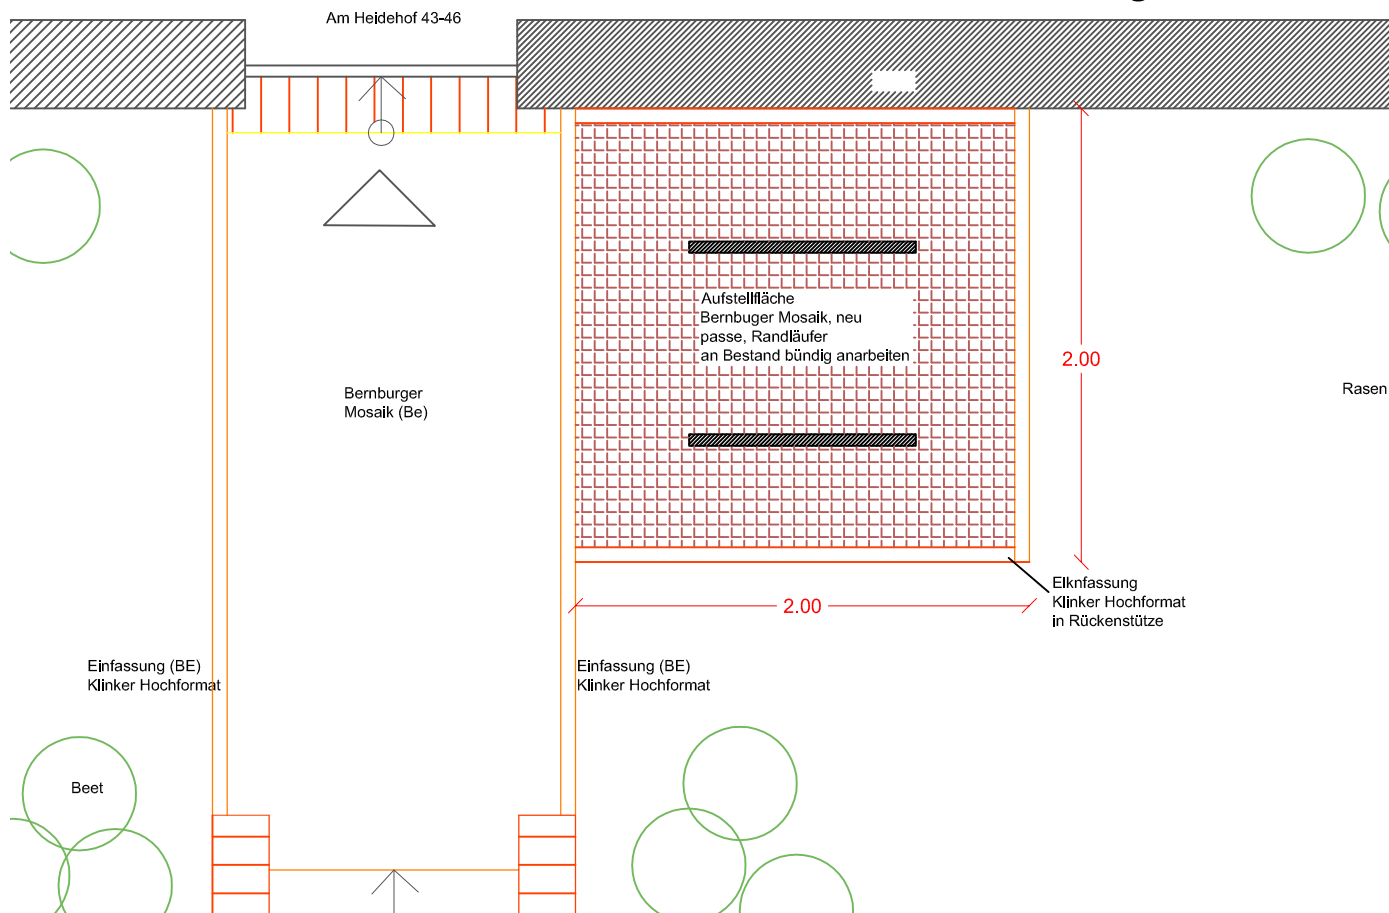 Am Heidehof 43-46
Aufstellfläche
Bernbuger Mosaik, neu
passe, Randläufer
an Bestand bündig anarbeiten
2.00
Bernburger
Mosaik (Be)
Rasen
Elknfassung
Klinker Hochformat
in Rückenstütze
2.00
Einfassung (BE)
Klinker Hochformat
Einfassung (BE)
Klinker Hochformat
Beet